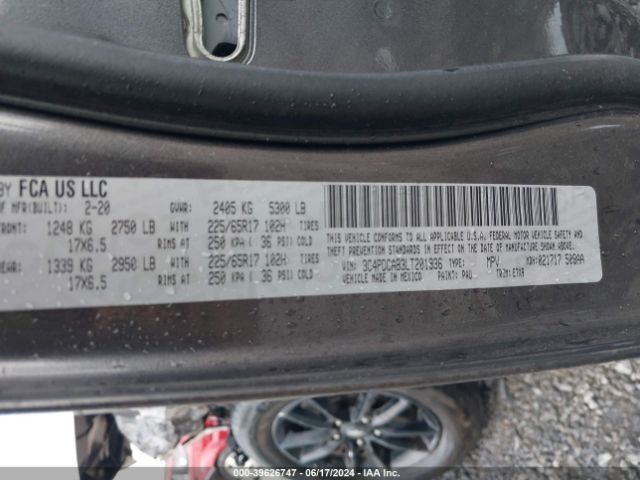 BY FCA US LLC
OF MFR(BUILT): 2-20 GVWR: 2405 KG 5300 LB
FRONT: 1248 KG 2750 LB WITH 225/65R17 102H TIRES
17X6.5 RIMS AT 250 KPA ( 36 PSI) COLD
REAR: 1339 KG 2950 LB WITH 225/65R17 102H TIRES
17X6.5 RIMS AT 250 KPA ( 36 PSI) COLD
THIS VEHICLE CONFORMS TO ALL APPLICABLE U.S.A. FEDERAL MOTOR VEHICLE SAFETY AND
THEFT PREVENTION STANDARDS IN EFFECT ON THE DATE OF MANUFACTURE SHOWN ABOVE.
VIN: 3C4PDCAB3LT201936 TYPE: MPV MDH: 021717 509AA
VEHICLE MADE IN MEXICO PAINT: PAU TRIM: E7X9
000-39626747 - 06/17/2024 - IAA Inc.